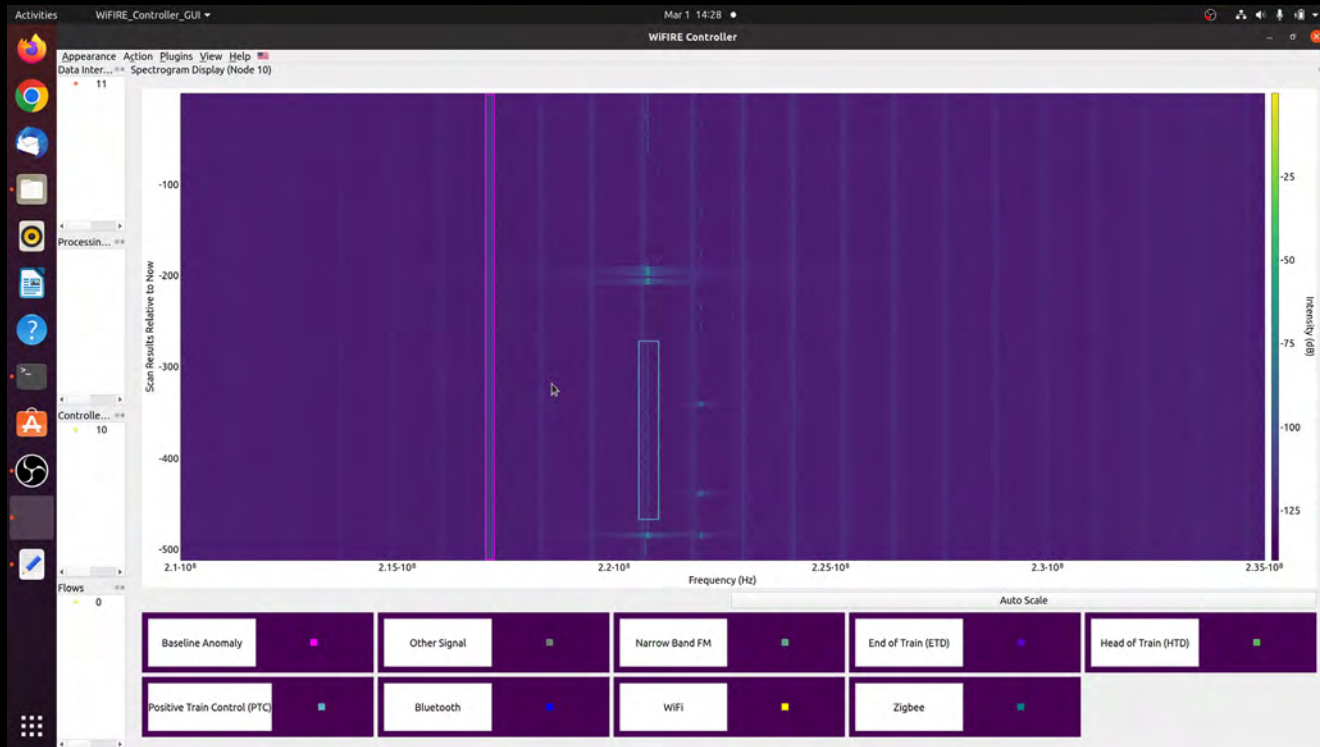 Activities WiFIRE_Controller_GUI Mar 1 14:28
WiFIRE Controller
Appearance Action Plugins View Help
Data Inter... Spectrogram Display (Node 10)
11
Processin...
Controlle...
10
Flows
0
Scan Results Relative to Now
-100
-200
-300
-400
-500
2.1·10⁸ 2.15·10⁸ 2.2·10⁸ 2.25·10⁸ 2.3·10⁸ 2.35·10⁸
Frequency (Hz)
-25
-50
-75
-100
-125
Intensity (dB)
Auto Scale
Baseline Anomaly Other Signal Narrow Band FM End of Train (ETD) Head of Train (HTD)
Positive Train Control (PTC) Bluetooth WiFi Zigbee